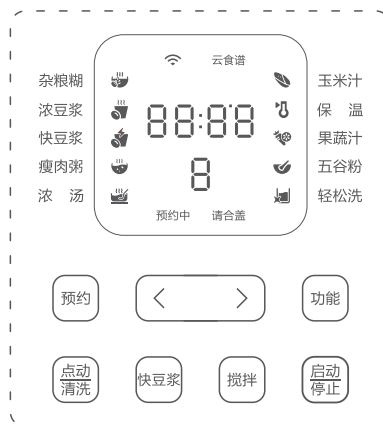 云食谱
杂粮糊 玉米汁
浓豆浆 88:88 保 温
快豆浆 果蔬汁
瘦肉粥 8 五谷粉
浓 汤 轻松洗
预约中 请合盖
预约 功能
点动 启动
清洗 快豆浆 搅拌 停止